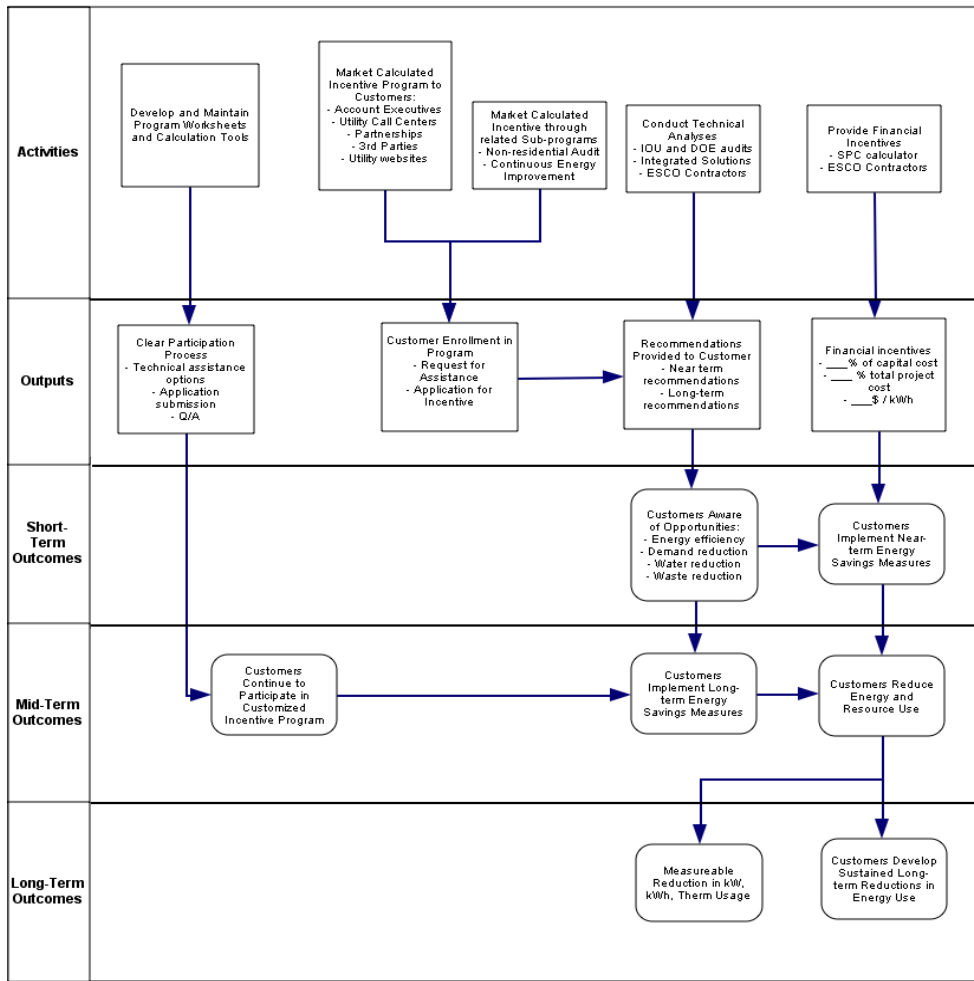 Activities
Develop and Maintain
Program Worksheets
and Calculation Tools
Market Calculated
Incentive Program to
Customers:
- Account Executives
- Utility Call Centers
- Partnerships
- 3rd Parties
- Utility websites
Market Calculated
Incentive through
related Sub-programs
- Non-residential Audit
- Continuous Energy
Improvement
Conduct Technical
Analyses
- IOU and DOE audits
- Integrated Solutions
- ESCO Contractors
Provide Financial
Incentives
- SPC calculator
- ESCO Contractors
Outputs
Clear Participation
Process
- Technical assistance
options
- Application
submission
- Q/A
Customer Enrollment in
Program
- Request for
Assistance
- Application for
Incentive
Recommendations
Provided to Customer
- Near term
recommendations
- Long-term
recommendations
Financial incentives
- ___% of capital cost
- ___ % total project
cost
- ___$ / kWh
Short-
Term
Outcomes
Customers Aware
of Opportunities:
- Energy efficiency
- Demand reduction
- Water reduction
- Waste reduction
Customers
Implement Near-
term Energy
Savings Measures
Mid-Term
Outcomes
Customers
Continue to
Participate in
Customized
Incentive Program
Customers
Implement Long-
term Energy
Savings Measures
Customers Reduce
Energy and
Resource Use
Long-Term
Outcomes
Measureable
Reduction in kW,
kWh, Therm Usage
Customers Develop
Sustained Long-
term Reductions in
Energy Use